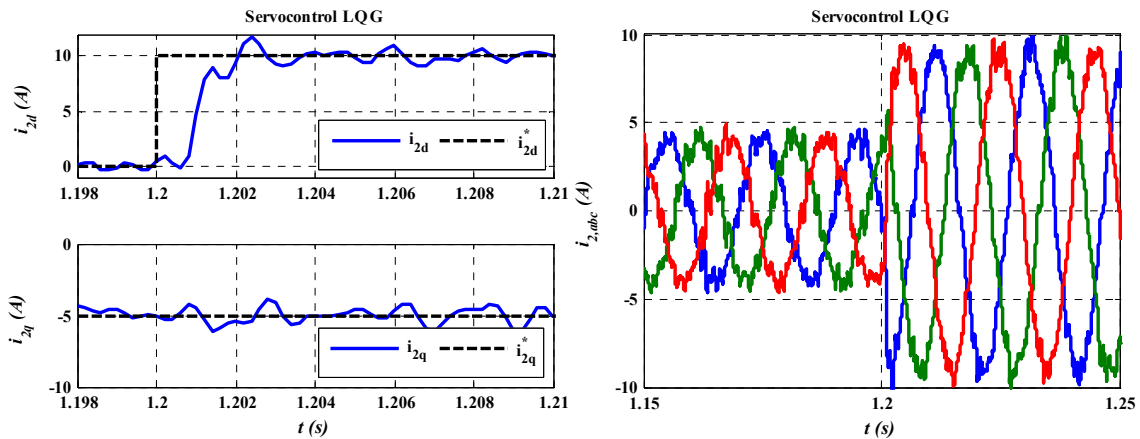 Servocontrol LQG
10
5
0
i2d (A)
i2d
i*2d
1.198
1.2
1.202
1.204
1.206
1.208
1.21
0
-5
-10
i2q (A)
i2q
i*2q
1.198
1.2
1.202
1.204
1.206
1.208
1.21
t (s)
Servocontrol LQG
10
5
0
-5
-10
i2,abc (A)
1.15
1.2
1.25
t (s)